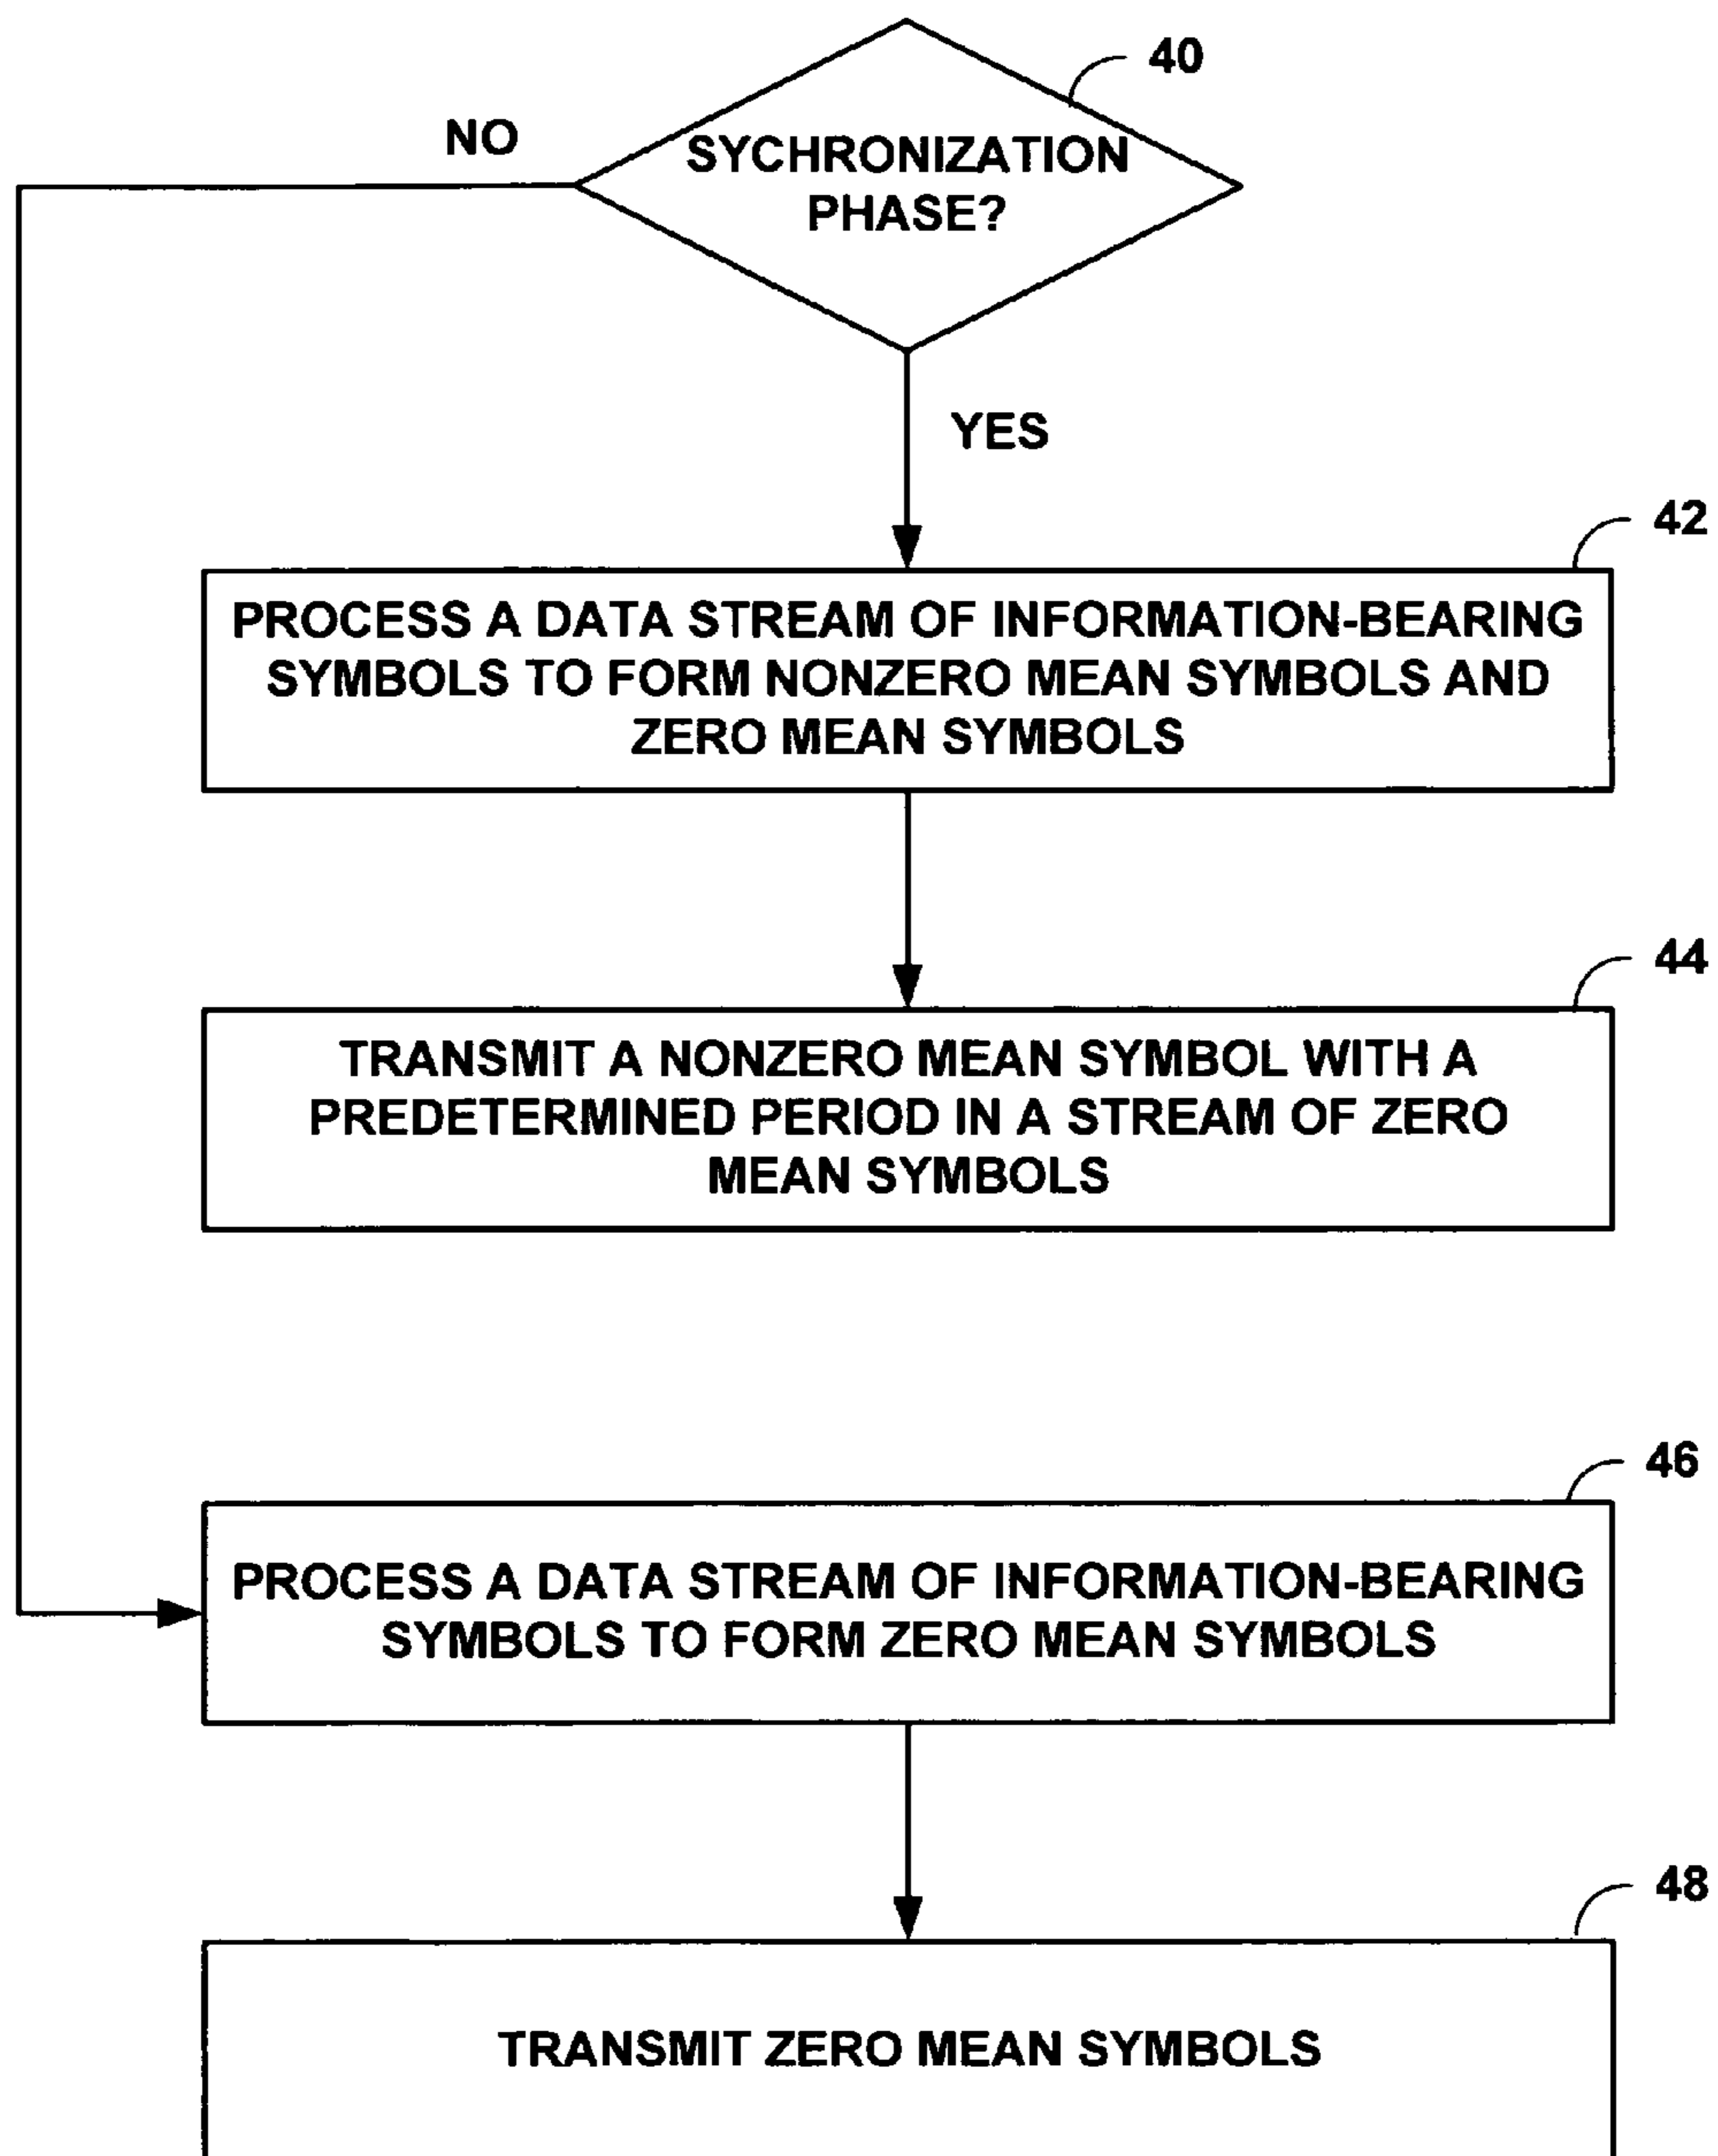 40
NO
SYCHRONIZATION
PHASE?
YES
42
PROCESS A DATA STREAM OF INFORMATION-BEARING
SYMBOLS TO FORM NONZERO MEAN SYMBOLS AND
ZERO MEAN SYMBOLS
44
TRANSMIT A NONZERO MEAN SYMBOL WITH A
PREDETERMINED PERIOD IN A STREAM OF ZERO
MEAN SYMBOLS
46
PROCESS A DATA STREAM OF INFORMATION-BEARING
SYMBOLS TO FORM ZERO MEAN SYMBOLS
48
TRANSMIT ZERO MEAN SYMBOLS